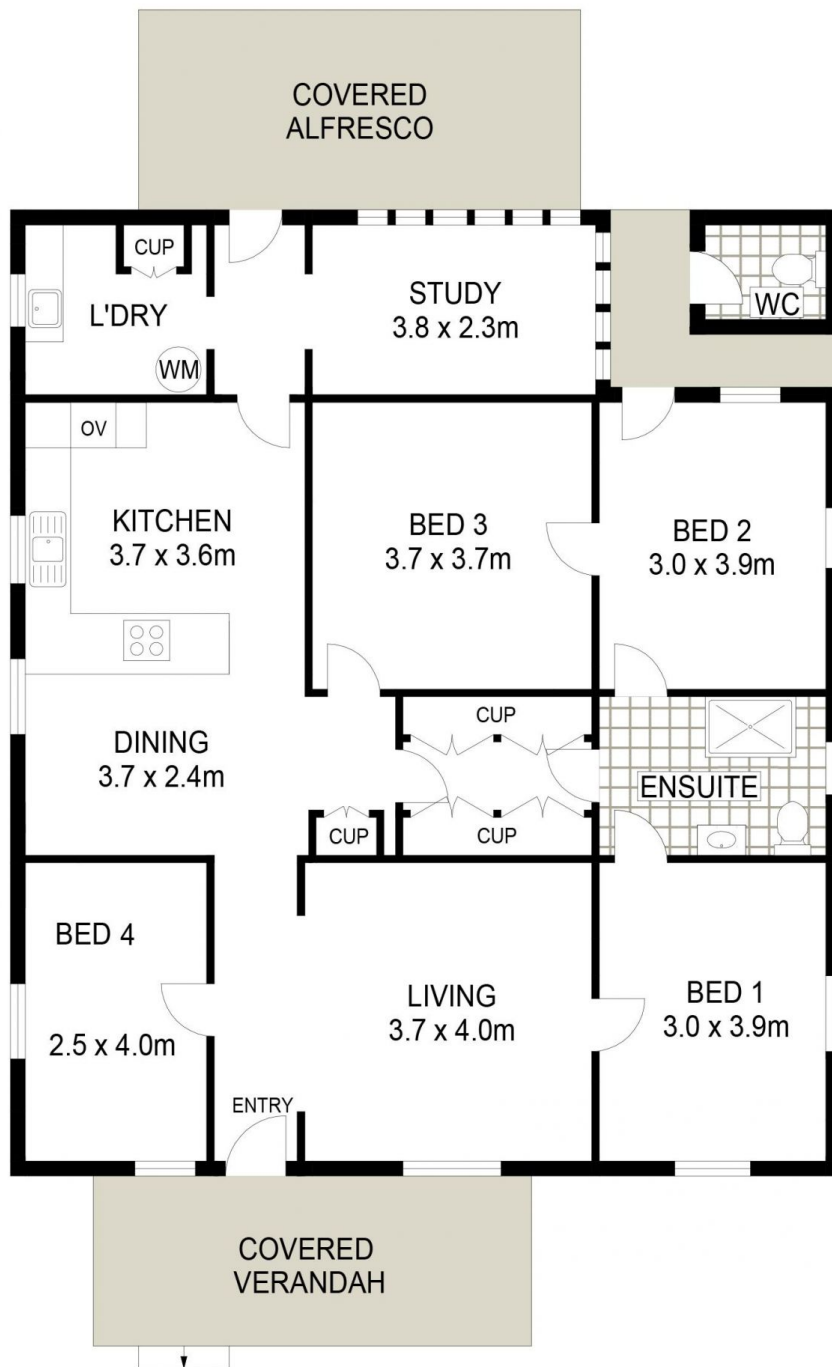 COVERED
ALFRESCO
CUP
L'DRY
WM
STUDY
3.8 x 2.3m
WC
OV
KITCHEN
3.7 x 3.6m
BED 3
3.7 x 3.7m
BED 2
3.0 x 3.9m
DINING
3.7 x 2.4m
CUP
CUP
CUP
ENSUITE
BED 4
2.5 x 4.0m
LIVING
3.7 x 4.0m
BED 1
3.0 x 3.9m
ENTRY
COVERED
VERANDAH